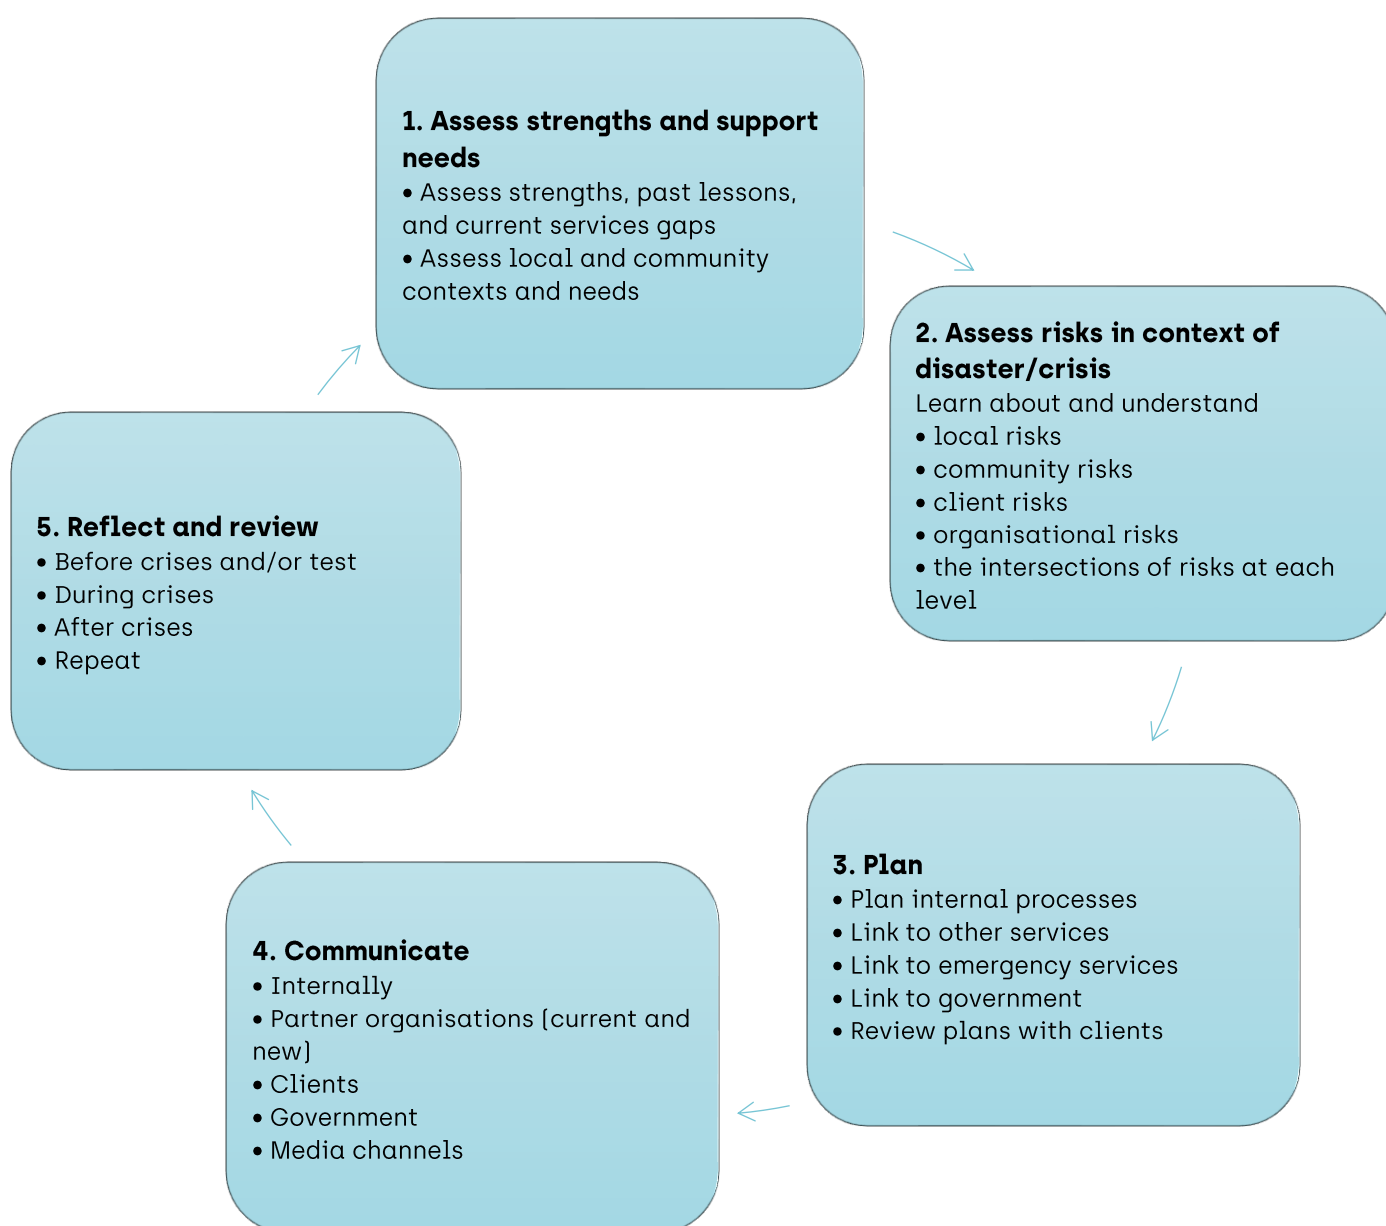 1. Assess strengths and support
needs
• Assess strengths, past lessons,
and current services gaps
• Assess local and community
contexts and needs
2. Assess risks in context of
disaster/crisis
Learn about and understand
• local risks
• community risks
• client risks
• organisational risks
• the intersections of risks at each
level
3. Plan
• Plan internal processes
• Link to other services
• Link to emergency services
• Link to government
• Review plans with clients
4. Communicate
• Internally
• Partner organisations (current and
new)
• Clients
• Government
• Media channels
5. Reflect and review
• Before crises and/or test
• During crises
• After crises
• Repeat